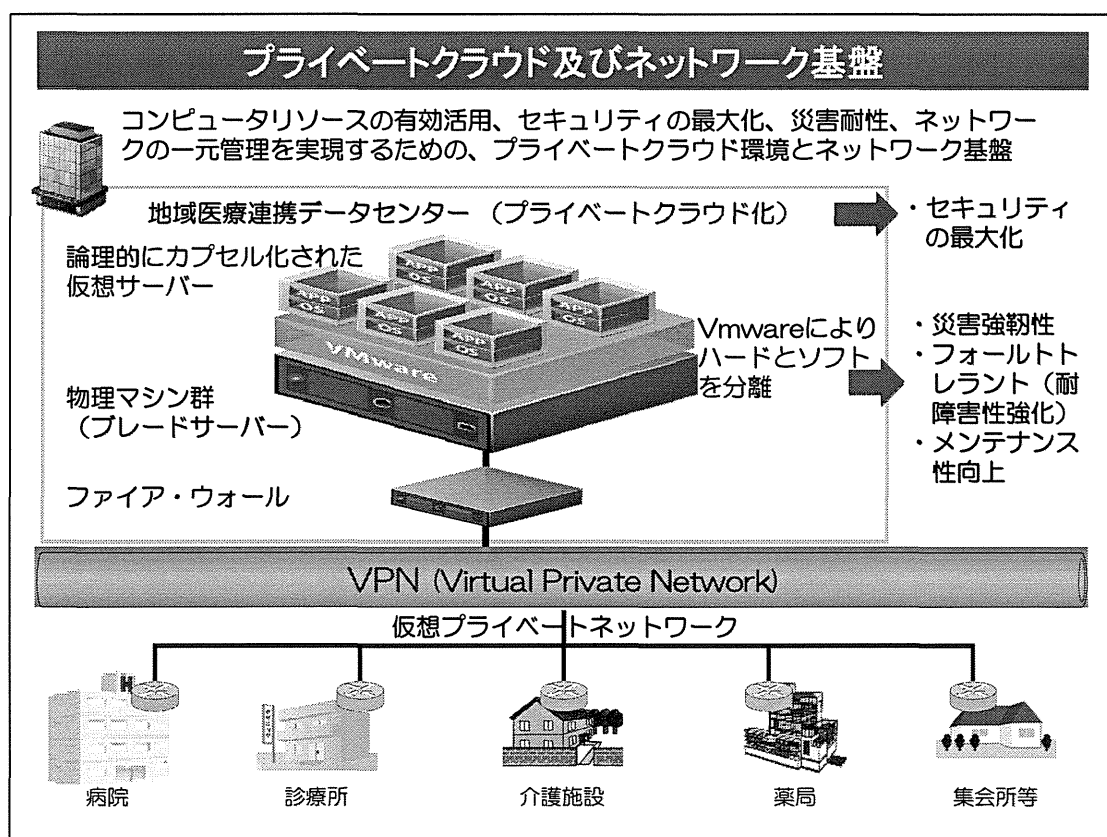 プライベートクラウド及びネットワーク基盤
コンピュータリソースの有効活用、セキュリティの最大化、災害耐性、ネットワー
クの一元管理を実現するための、プライベートクラウド環境とネットワーク基盤
地域医療連携データセンター（プライベートクラウド化）
・セキュリティ
の最大化
論理的にカプセル化された
仮想サーバー
APP
OS
APP
OS
APP
OS
APP
OS
APP
OS
APP
OS
VMware
Vmwareにより
ハードとソフト
を分離
・災害強靭性
・フォールトト
レラント（耐
障害性強化）
・メンテナンス
性向上
物理マシン群
（ブレードサーバー）
ファイア・ウォール
VPN (Virtual Private Network)
仮想プライベートネットワーク
H
病院
診療所
介護施設
薬局
集会所等